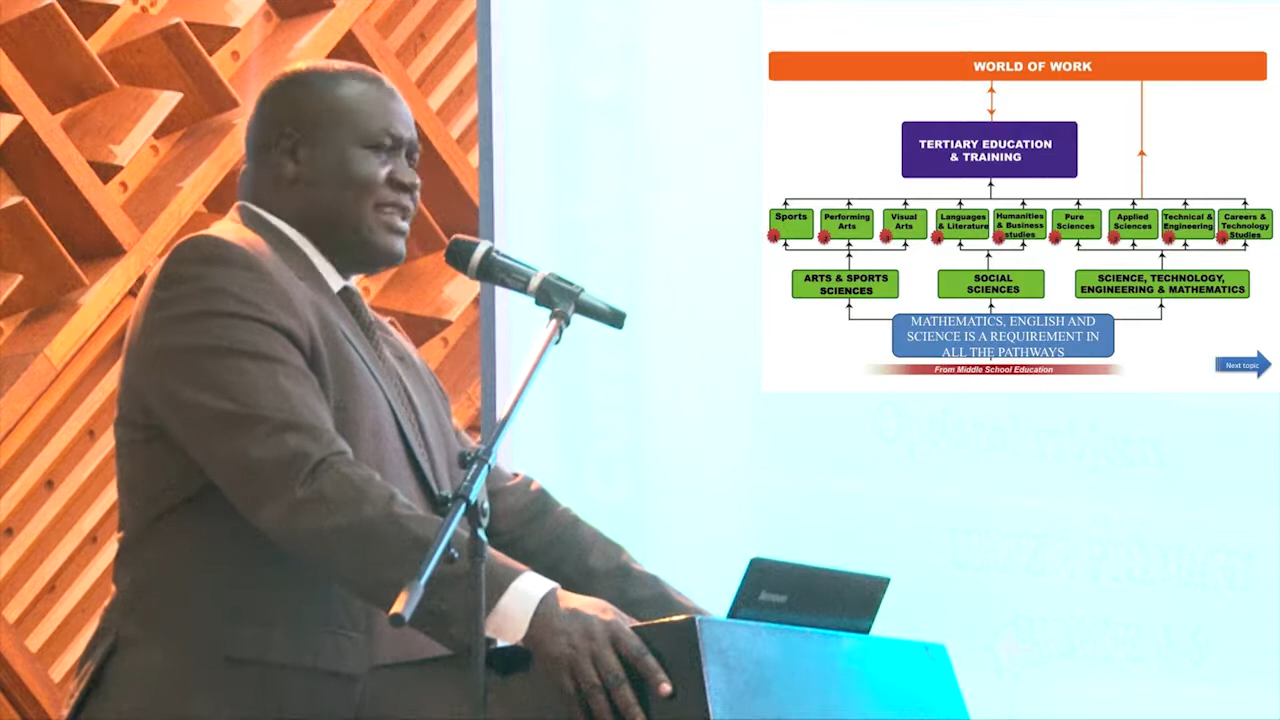 WORLD OF WORK
TERTIARY EDUCATION
& TRAINING
Sports
Performing
Arts
Visual
Arts
Languages
& Literature
Humanities
& Business
studies
Pure
Sciences
Applied
Sciences
Technical &
Engineering
Careers &
Technology
Studies
ARTS & SPORTS
SCIENCES
SOCIAL
SCIENCES
SCIENCE, TECHNOLOGY,
ENGINEERING & MATHEMATICS
MATHEMATICS, ENGLISH AND
SCIENCE IS A REQUIREMENT IN
ALL THE PATHWAYS
From Middle School Education
Next topic